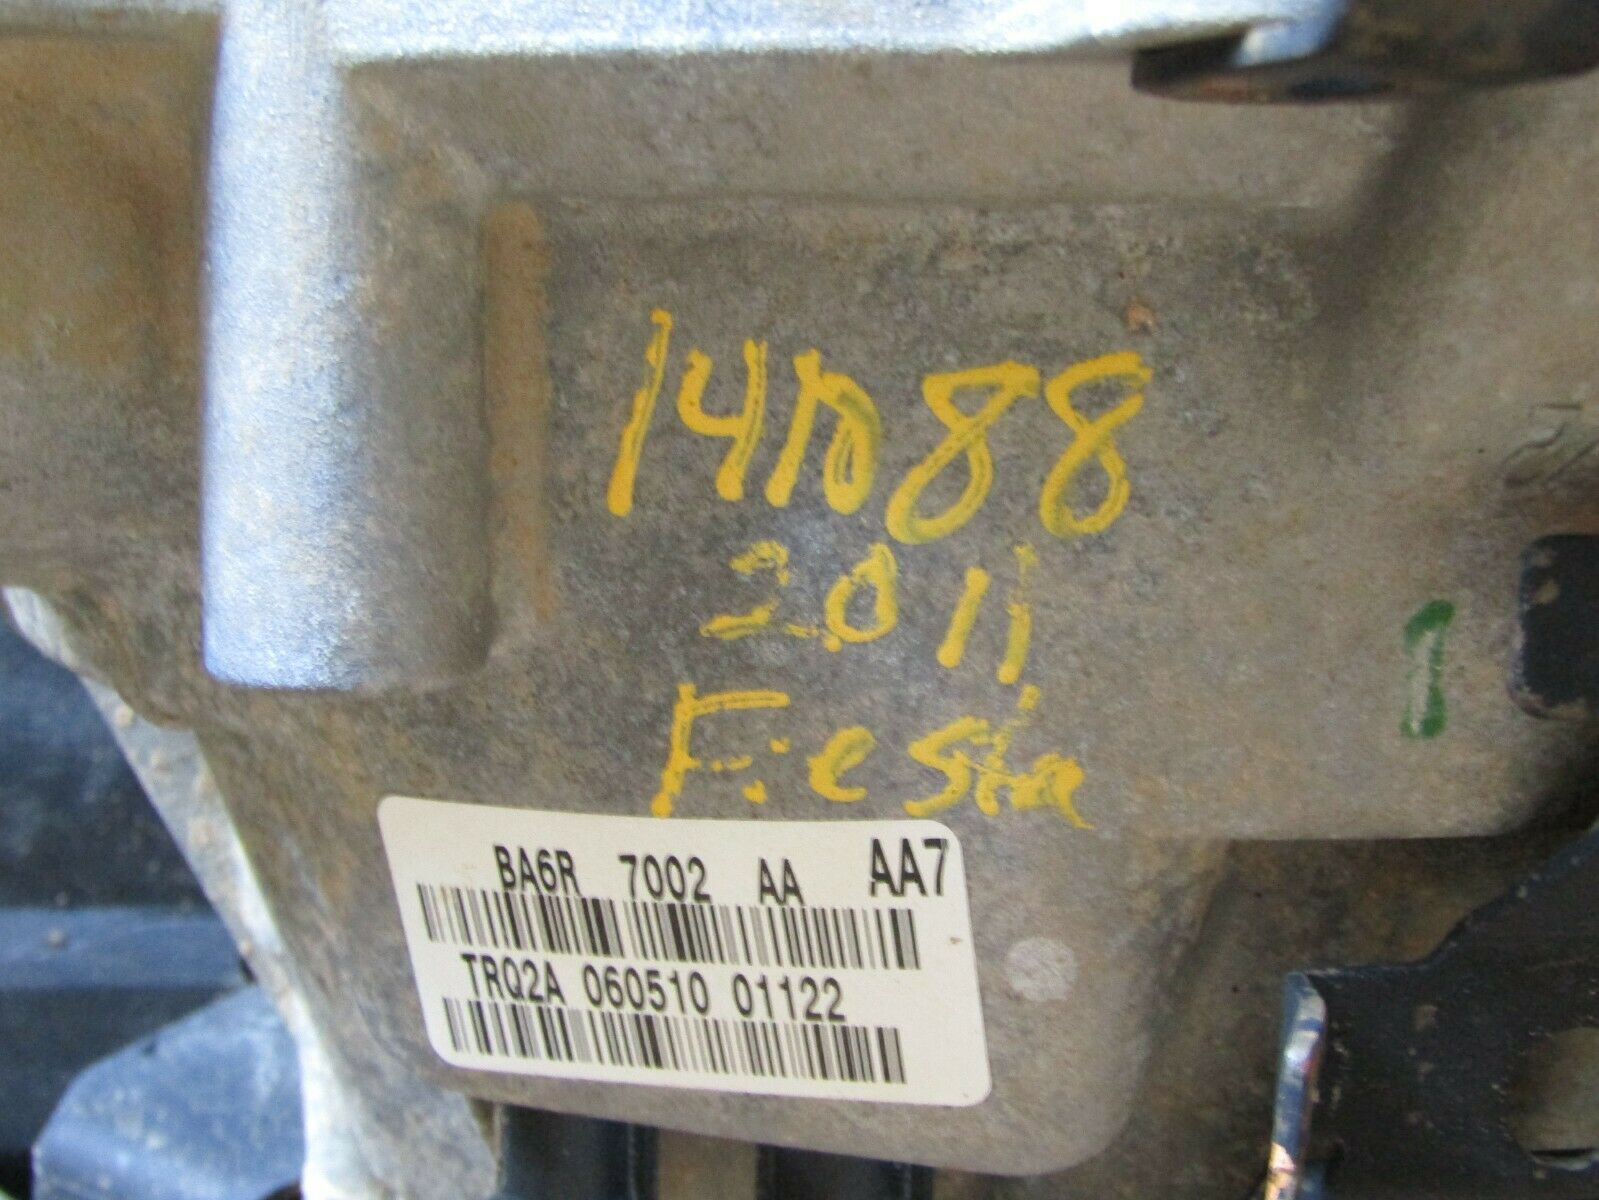 14D88
2011
Fiesta
BA6R 7002 AA AA7
TRQ2A 060510 01122